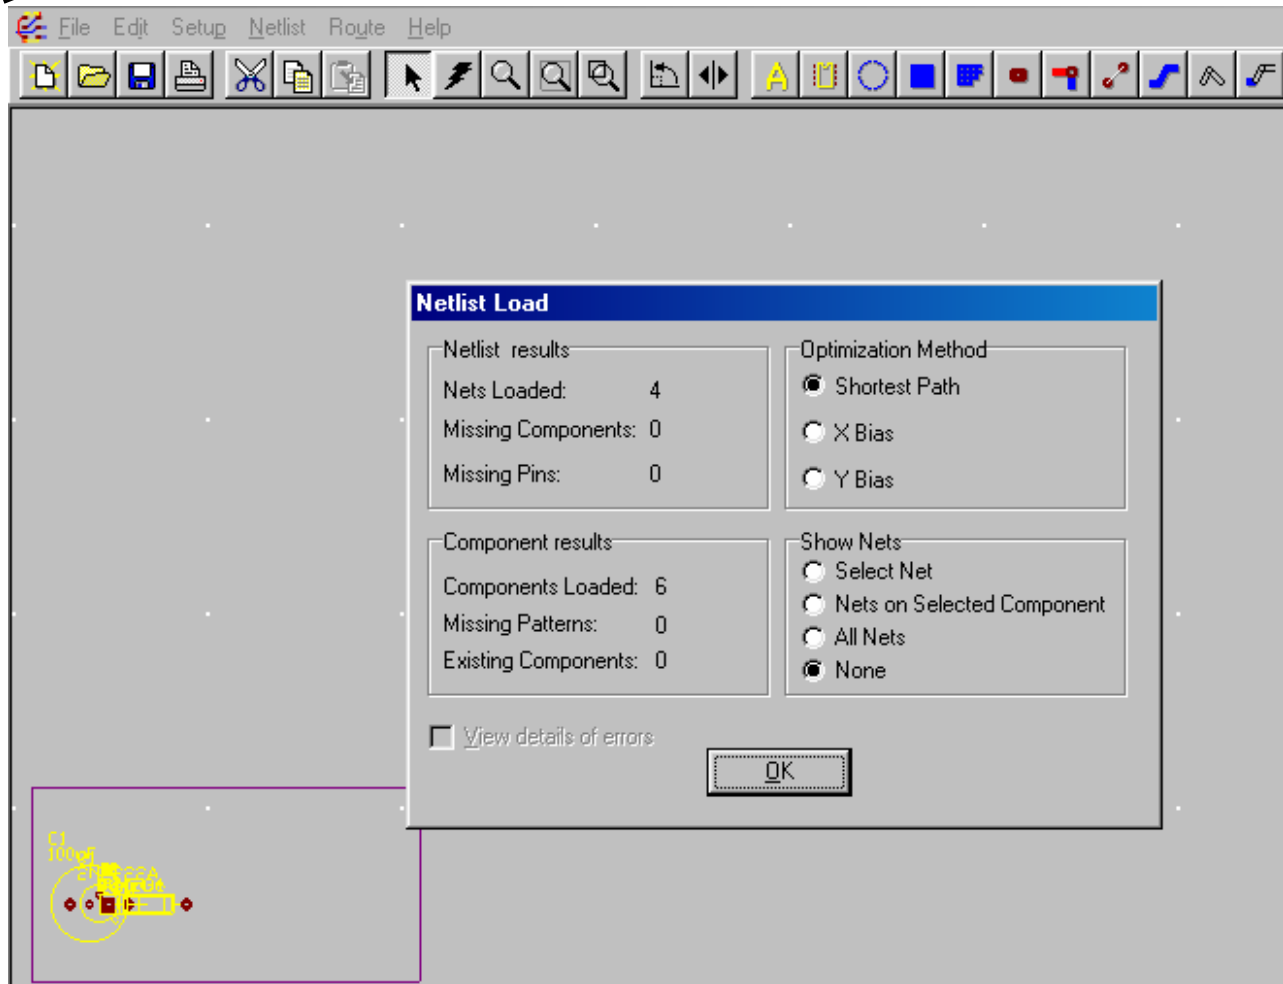 File Edit Setup Netlist Route Help
A
Netlist Load
Netlist results
Nets Loaded: 4
Missing Components: 0
Missing Pins: 0
Optimization Method
Shortest Path
X Bias
Y Bias
Component results
Components Loaded: 6
Missing Patterns: 0
Existing Components: 0
Show Nets
Select Net
Nets on Selected Component
All Nets
None
View details of errors
OK
C1